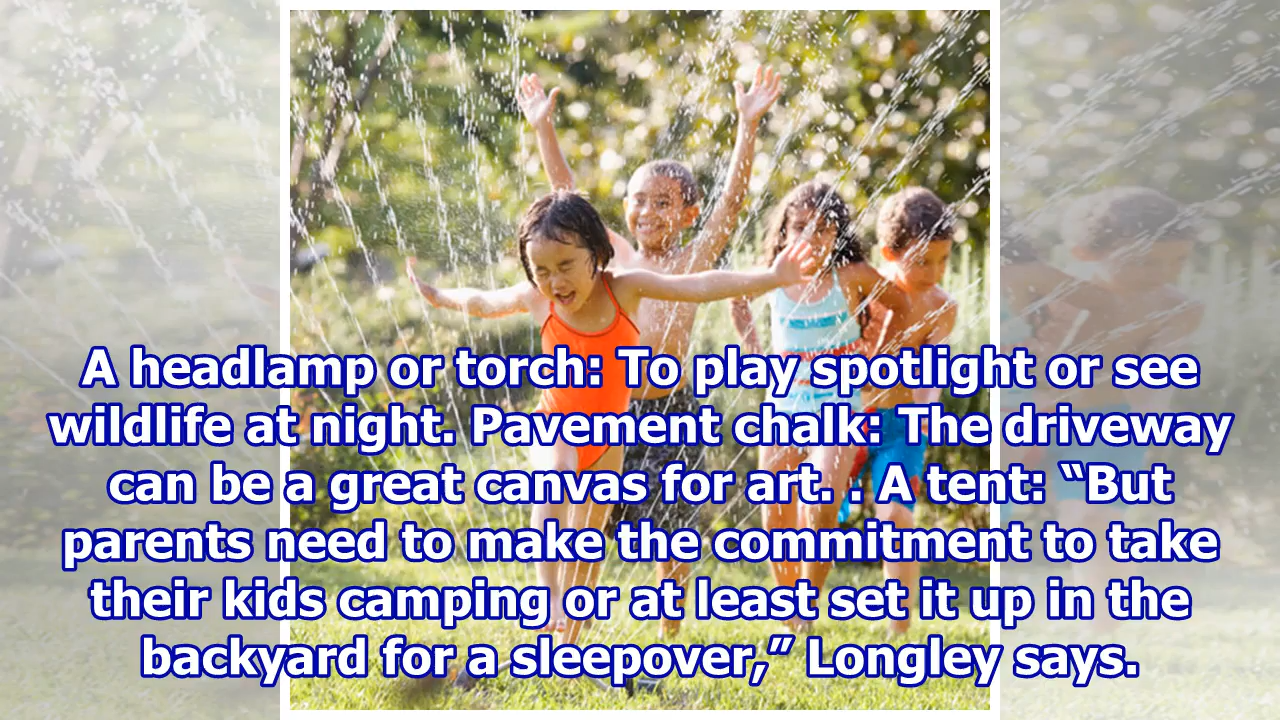 A headlamp or torch: To play spotlight or see
wildlife at night. Pavement chalk: The driveway
can be a great canvas for art. . A tent: “But
parents need to make the commitment to take
their kids camping or at least set it up in the
backyard for a sleepover,” Longley says.